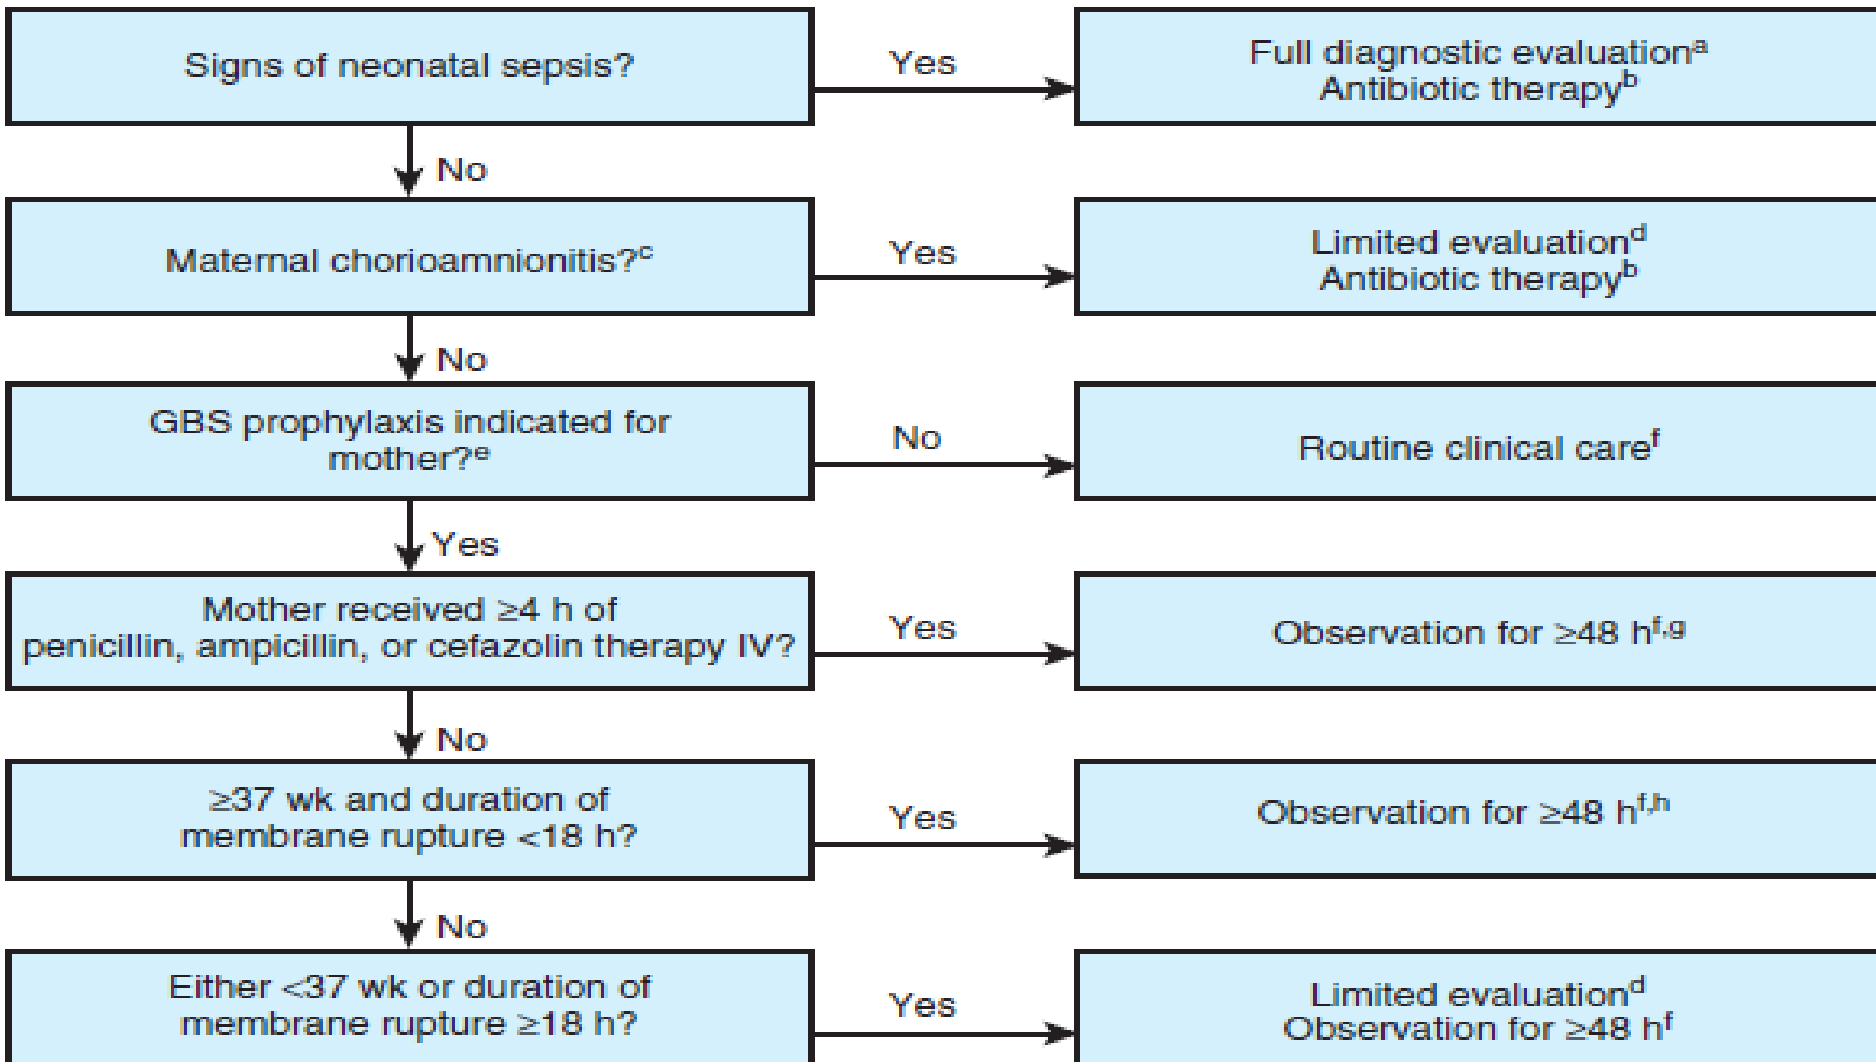 Signs of neonatal sepsis?
Yes
Full diagnostic evaluationᵃ
Antibiotic therapyᵇ
No
Maternal chorioamnionitis?ᶜ
Yes
Limited evaluationᵈ
Antibiotic therapyᵇ
No
GBS prophylaxis indicated for
mother?ᵉ
No
Routine clinical careᶠ
Yes
Mother received ≥4 h of
penicillin, ampicillin, or cefazolin therapy IV?
Yes
Observation for ≥48 hᶠ,ᵍ
No
≥37 wk and duration of
membrane rupture <18 h?
Yes
Observation for ≥48 hᶠ,ʰ
No
Either <37 wk or duration of
membrane rupture ≥18 h?
Yes
Limited evaluationᵈ
Observation for ≥48 hᶠ